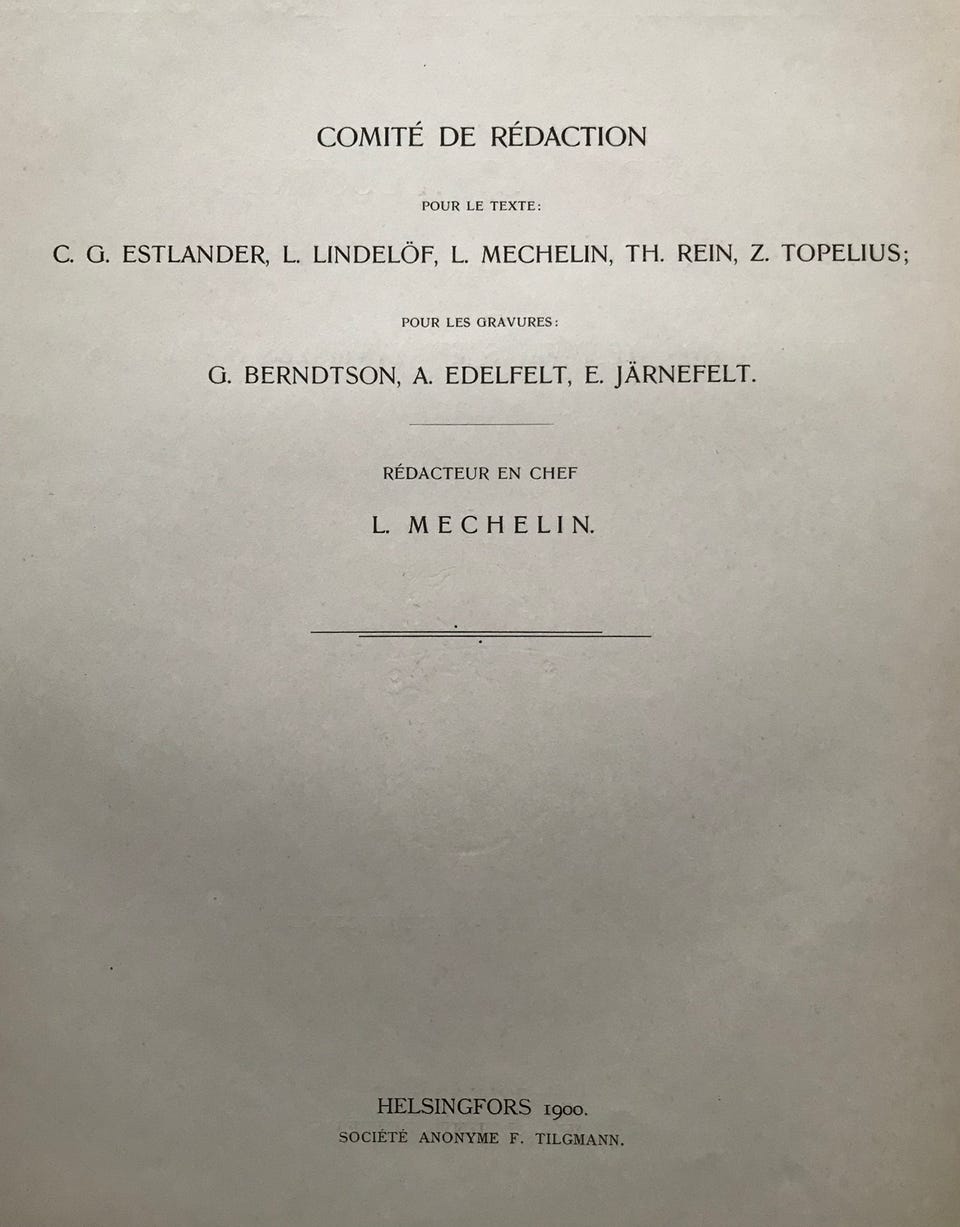 COMITÉ DE RÉDACTION
POUR LE TEXTE:
C. G. ESTLANDER, L. LINDELÖF, L. MECHELIN, TH. REIN, Z. TOPELIUS;
POUR LES GRAVURES:
G. BERNDTSON, A. EDELFELT, E. JÄRNEFELT.
RÉDACTEUR EN CHEF
L. MECHELIN.
HELSINGFORS 1900.
SOCIÉTÉ ANONYME F. TILGMANN.